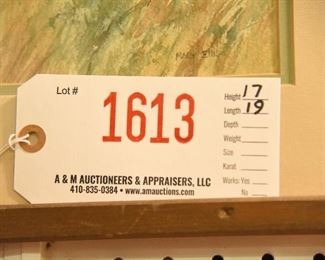 Lot #
1613
Height 17
Length 19
Depth
Weight
Size
Karat
Works: Yes
No
A & M AUCTIONEERS & APPRAISERS, LLC
410-835-0384 • www.amauctions.com